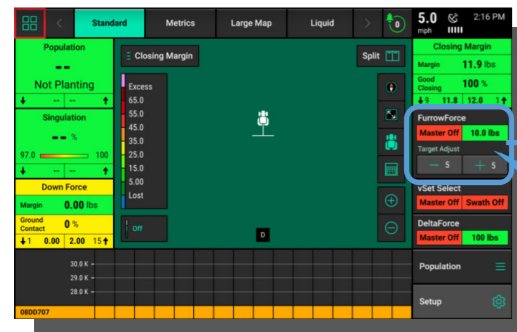 Standard
Metrics
Large Map
Liquid
0
5.0
mph
2:16 PM
Population
--
Not Planting
-- --
Singulation
-- %
97.0 100
-- --
Down Force
Margin 0.00 lbs
Ground Contact 0 %
1 0.00 2.00 15
Closing Margin
Split
Excess
65.0
55.0
45.0
35.0
25.0
15.0
5.00
Lost
Off
D
30.0 K
29.0 K
28.0 K
08DD707
Closing Margin
Margin 11.9 lbs
Good Closing 100 %
9 11.8 12.0 1
FurrowForce
Master Off 10.0 lbs
Target Adjust
− 5 + 5
vSet Select
Master Off Swath Off
DeltaForce
Master Off 100 lbs
Population
Setup